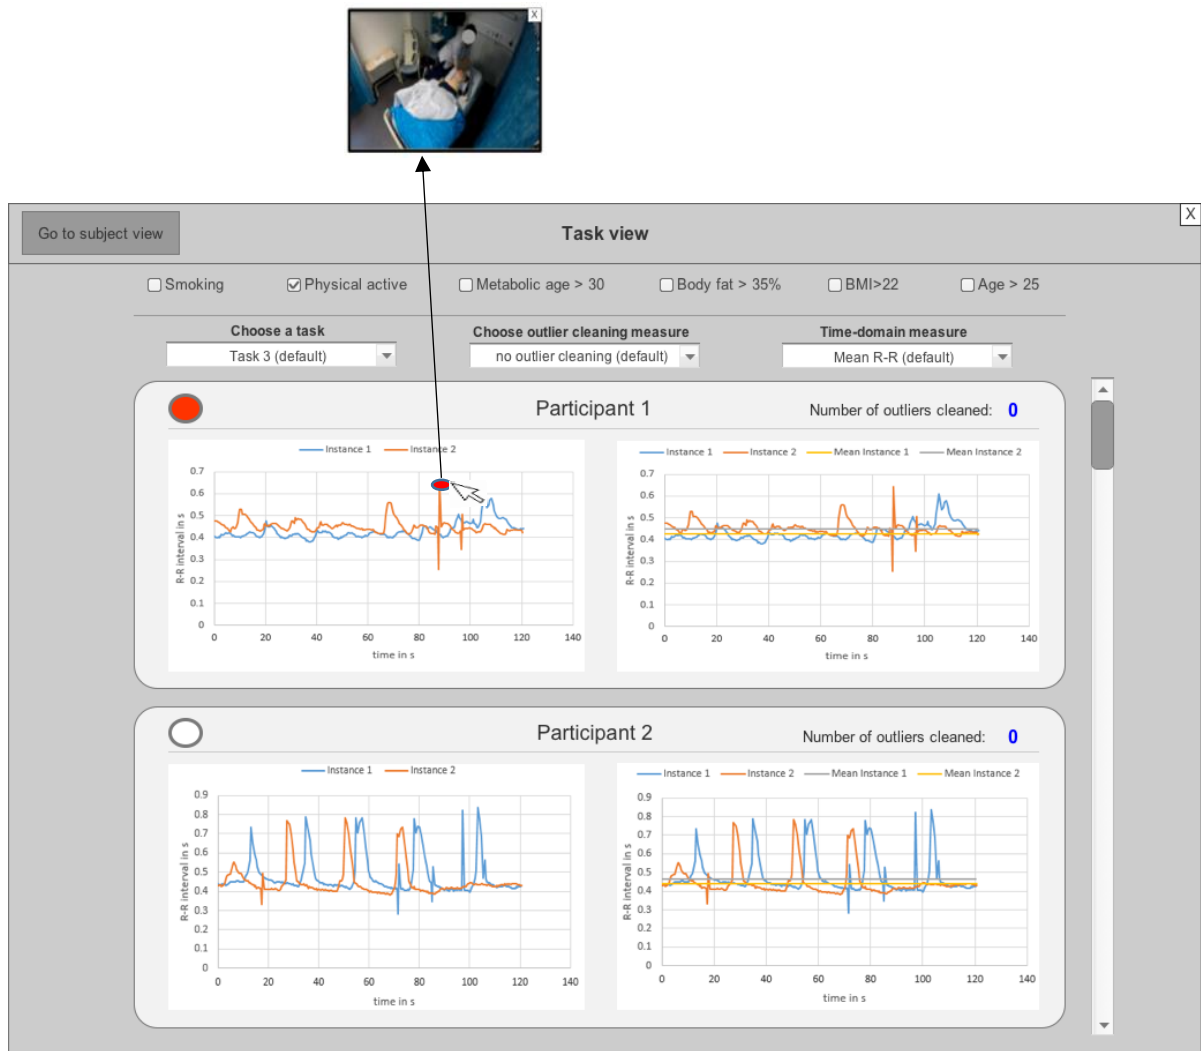 X
X
Go to subject view
Task view
Smoking
Physical active
Metabolic age > 30
Body fat > 35%
BMI>22
Age > 25
Choose a task
Choose outlier cleaning measure
Time-domain measure
Task 3 (default)
no outlier cleaning (default)
Mean R-R (default)
Participant 1
Number of outliers cleaned: 0
Instance 1 Instance 2
0.7
0.6
0.5
0.4
0.3
0.2
0.1
0
R-R interval in s
0 20 40 60 80 100 120 140
time in s
Instance 1 Instance 2 Mean Instance 1 Mean Instance 2
0.7
0.6
0.5
0.4
0.3
0.2
0.1
0
R-R interval in s
0 20 40 60 80 100 120 140
time in s
Participant 2
Number of outliers cleaned: 0
Instance 1 Instance 2
0.9
0.8
0.7
0.6
0.5
0.4
0.3
0.2
0.1
0
R-R interval in s
0 20 40 60 80 100 120 140
time in s
Instance 1 Instance 2 Mean Instance 1 Mean Instance 2
0.9
0.8
0.7
0.6
0.5
0.4
0.3
0.2
0.1
0
R-R interval in s
0 20 40 60 80 100 120 140
time in s